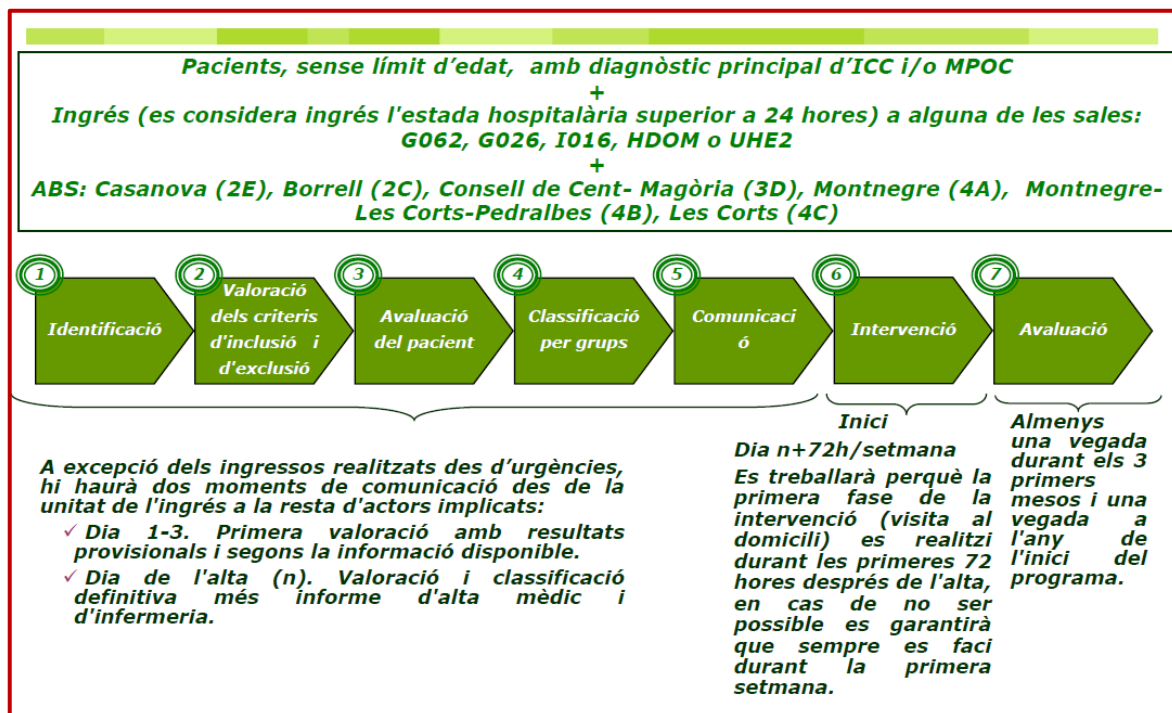 Pacients, sense límit d'edat, amb diagnòstic principal d'ICC i/o MPOC
+
Ingrés (es considera ingrés l'estada hospitalària superior a 24 hores) a alguna de les sales:
G062, G026, I016, HDOM o UHE2
+
ABS: Casanova (2E), Borrell (2C), Consell de Cent- Magòria (3D), Montnegre (4A), Montnegre-
Les Corts-Pedralbes (4B), Les Corts (4C)
1
Identificació
2
Valoració
dels criteris
d'inclusió i
d'exclusió
3
Avaluació
del pacient
4
Classificació
per grups
5
Comunicaci
ó
6
Intervenció
7
Avaluació
A excepció dels ingressos realitzats des d'urgències,
hi haurà dos moments de comunicació des de la
unitat de l'ingrés a la resta d'actors implicats:
✓ Dia 1-3. Primera valoració amb resultats
provisionals i segons la informació disponible.
✓ Dia de l'alta (n). Valoració i classificació
definitiva més informe d'alta mèdic i
d'infermeria.
Inici
Dia n+72h/setmana
Es treballarà perquè la
primera fase de la
intervenció (visita al
domicili) es realitzi
durant les primeres 72
hores després de l'alta,
en cas de no ser
possible es garantirà
que sempre es faci
durant la primera
setmana.
Almenys
una vegada
durant els 3
primers
mesos i una
vegada a
l'any de
l'inici del
programa.